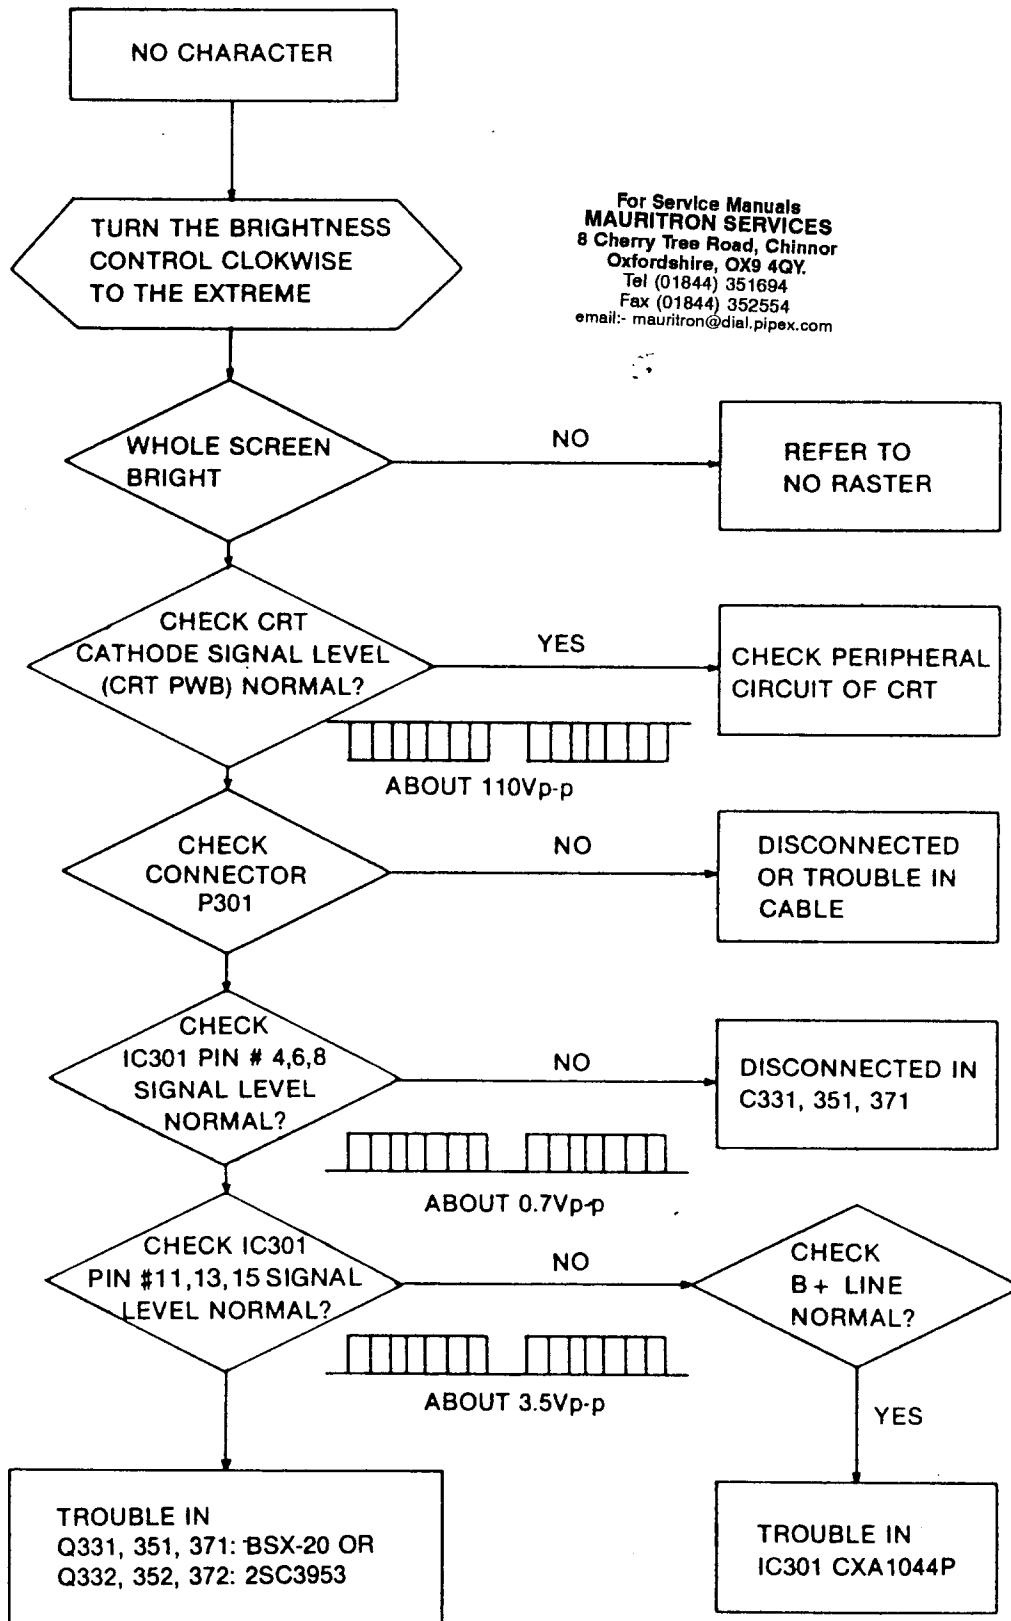 NO CHARACTER
TURN THE BRIGHTNESS
CONTROL CLOKWISE
TO THE EXTREME
For Service Manuals
MAURITRON SERVICES
8 Cherry Tree Road, Chinnor
Oxfordshire, OX9 4QY.
Tel (01844) 351694
Fax (01844) 352554
email:- mauritron@dial.pipex.com
WHOLE SCREEN
BRIGHT
NO
REFER TO
NO RASTER
CHECK CRT
CATHODE SIGNAL LEVEL
(CRT PWB) NORMAL?
YES
CHECK PERIPHERAL
CIRCUIT OF CRT
ABOUT 110Vp-p
CHECK
CONNECTOR
P301
NO
DISCONNECTED
OR TROUBLE IN
CABLE
CHECK
IC301 PIN # 4,6,8
SIGNAL LEVEL
NORMAL?
NO
DISCONNECTED IN
C331, 351, 371
ABOUT 0.7Vp-p
CHECK IC301
PIN #11,13,15 SIGNAL
LEVEL NORMAL?
NO
CHECK
B+ LINE
NORMAL?
ABOUT 3.5Vp-p
YES
TROUBLE IN
Q331, 351, 371: BSX-20 OR
Q332, 352, 372: 2SC3953
TROUBLE IN
IC301 CXA1044P